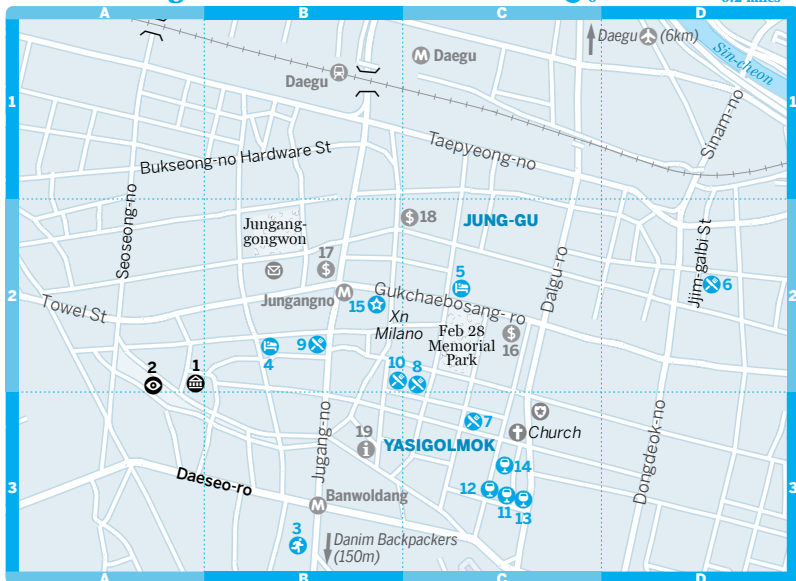 A B C D
Daegu (6km)
Daegu
Daegu
Sin-cheon
1
1
Sinam-no
Taepyeong-no
Bukseong-no Hardware St
Seoseong-no
Jungang-
gongwon
18
JUNG-GU
17
Dalgu-ro
Jjim-galbi St
5
6
2
2
Jungangno
Gukchaebosang-ro
Towel St
15
Xn
Milano
Feb 28
Memorial
Park
16
9
4
2
1
10
8
7
Church
Jugang-no
19
YASIGOLMOK
Dongdeok-no
14
Daeseo-ro
3
3
12
11
13
Banwoldang
3
Danim Backpackers
(150m)
A B C D